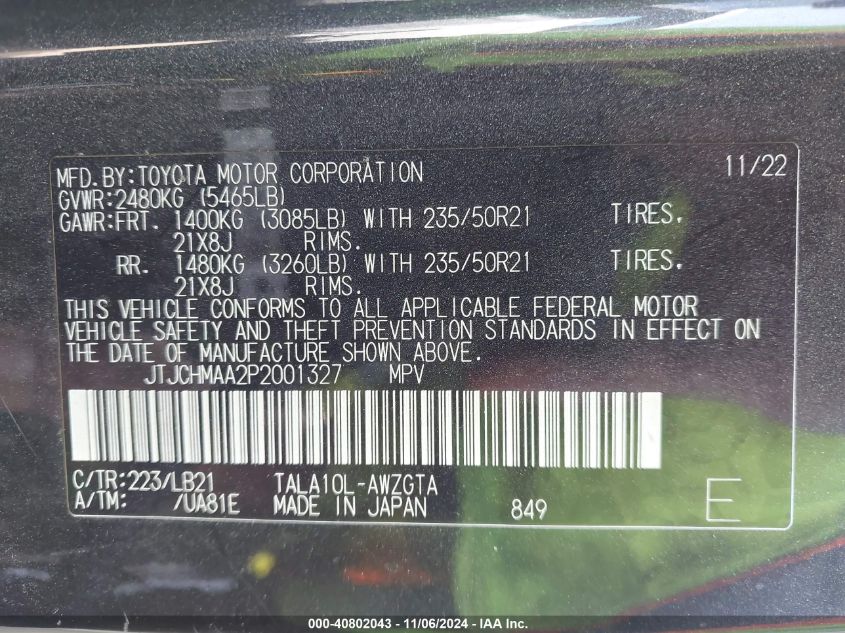 MFD.BY:TOYOTA MOTOR CORPORATION 11/22
GVWR:2480KG (5465LB)
GAWR:FRT. 1400KG (3085LB) WITH 235/50R21 TIRES.
21X8J RIMS.
RR. 1480KG (3260LB) WITH 235/50R21 TIRES.
21X8J RIMS.
THIS VEHICLE CONFORMS TO ALL APPLICABLE FEDERAL MOTOR
VEHICLE SAFETY AND THEFT PREVENTION STANDARDS IN EFFECT ON
THE DATE OF MANUFACTURE SHOWN ABOVE.
JTJCHMAA2P2001327 MPV
C/TR:223/LB21 TALA10L-AWZGTA
A/TM: /UA81E MADE IN JAPAN 849 E
000-40802043 - 11/06/2024 - IAA Inc.